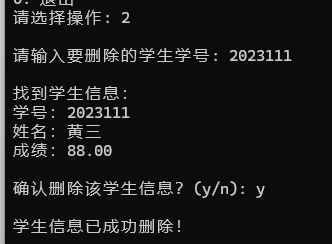 0. 退出
请选择操作: 2
请输入要删除的学生学号: 2023111
找到学生信息:
学号: 2023111
姓名: 黄三
成绩: 88.00
确认删除该学生信息? (y/n): y
学生信息已成功删除!